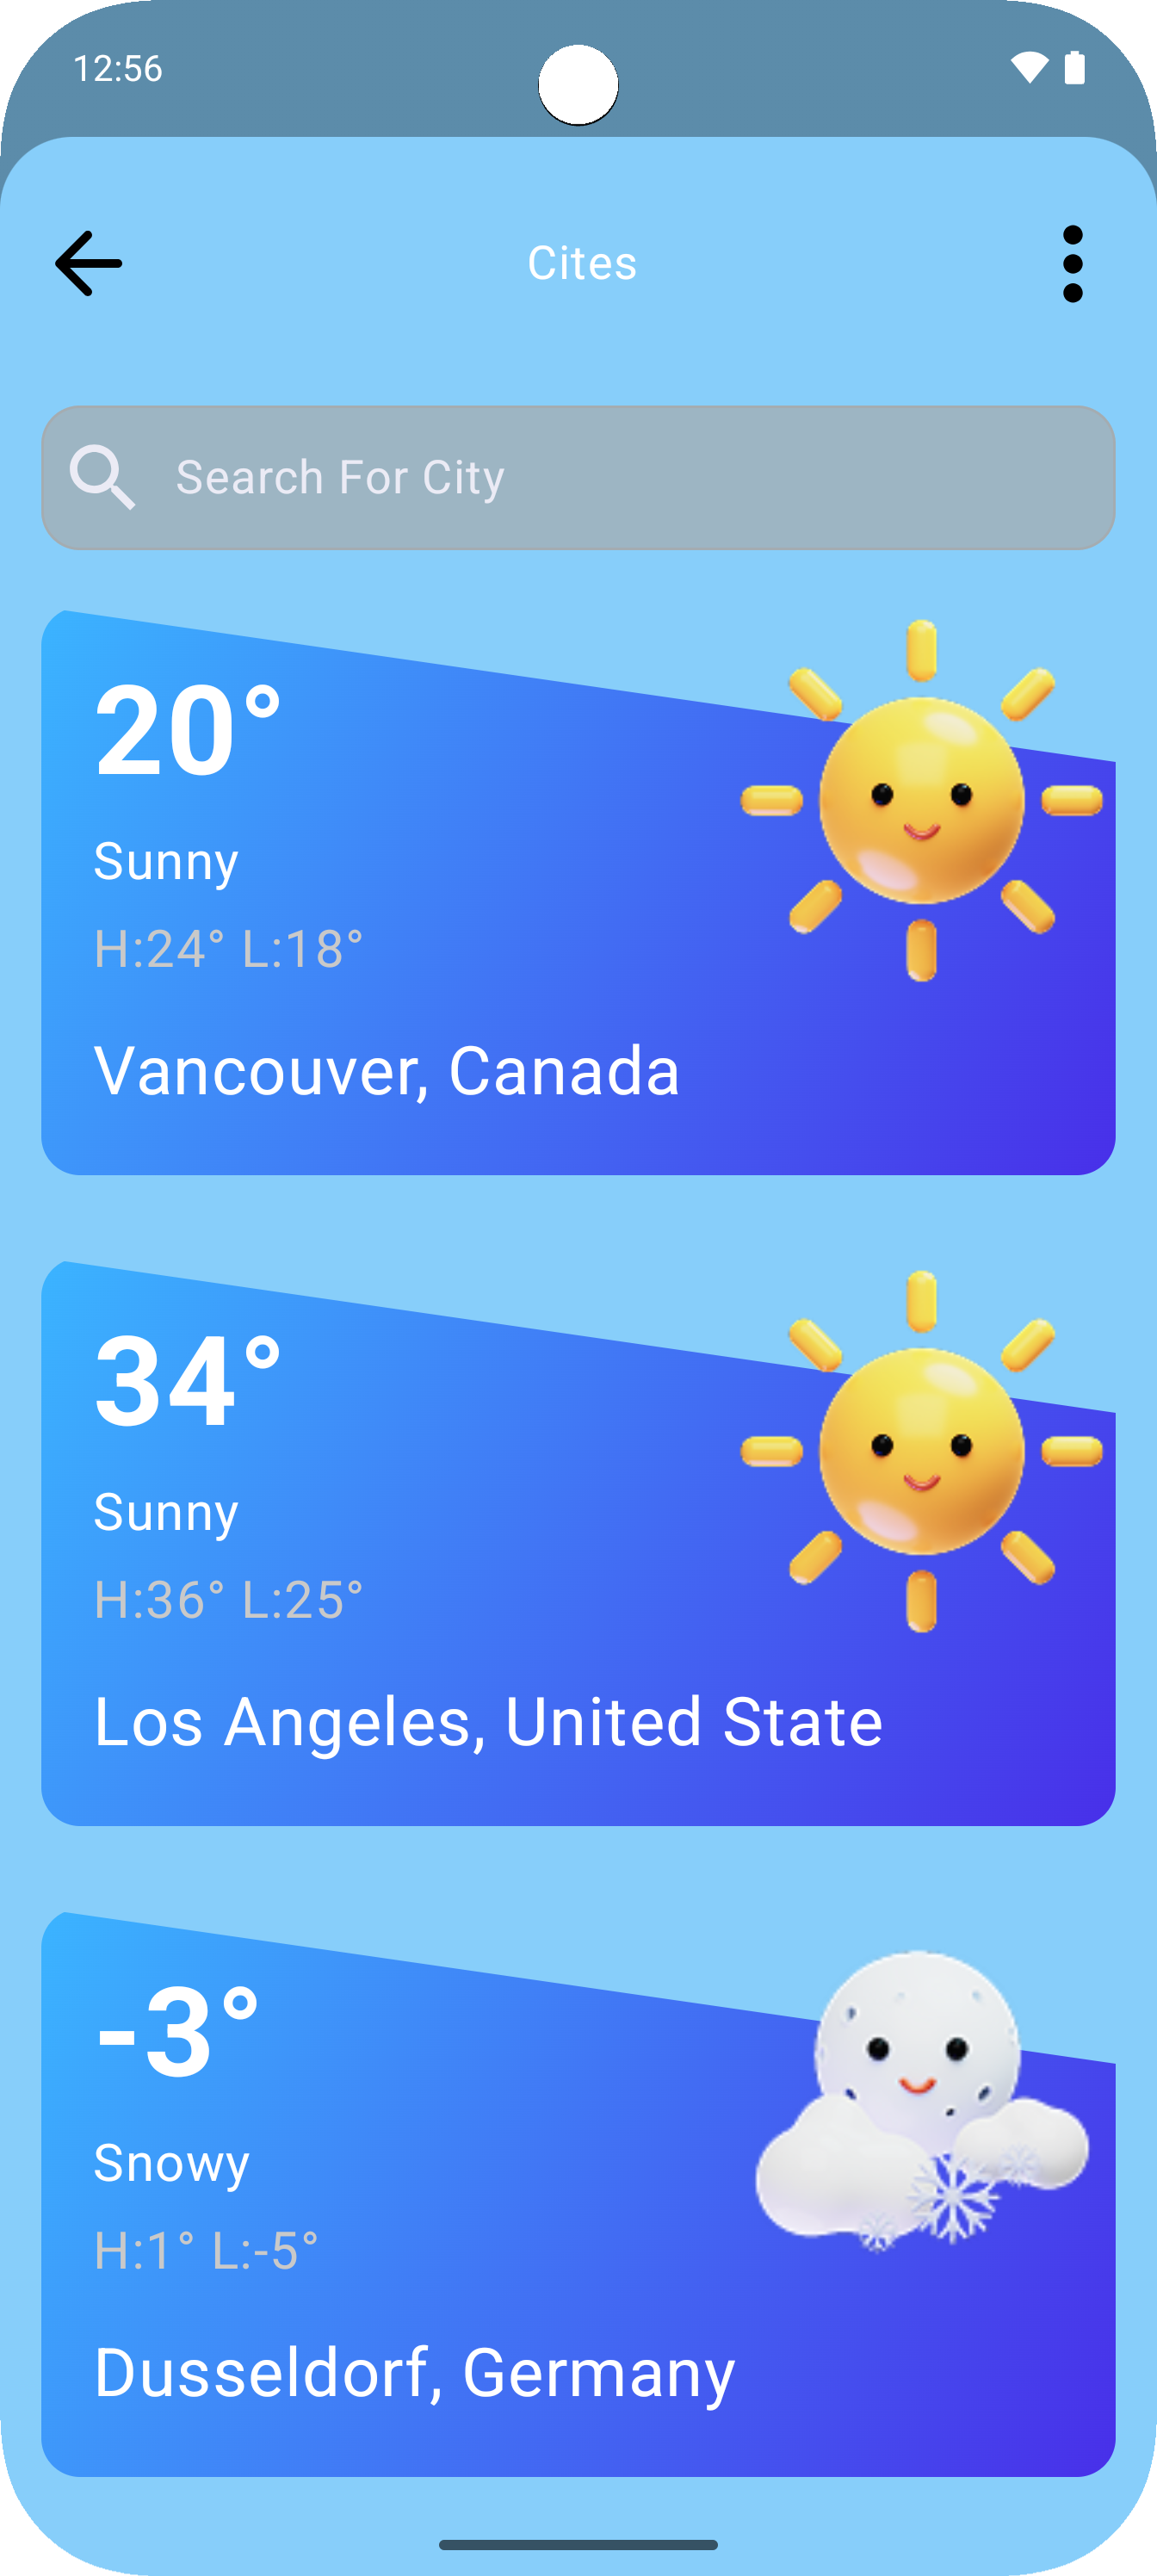 12:56
Cites
Search For City
20°
Sunny
H:24° L:18°
Vancouver, Canada
34°
Sunny
H:36° L:25°
Los Angeles, United State
-3°
Snowy
H:1° L:-5°
Dusseldorf, Germany